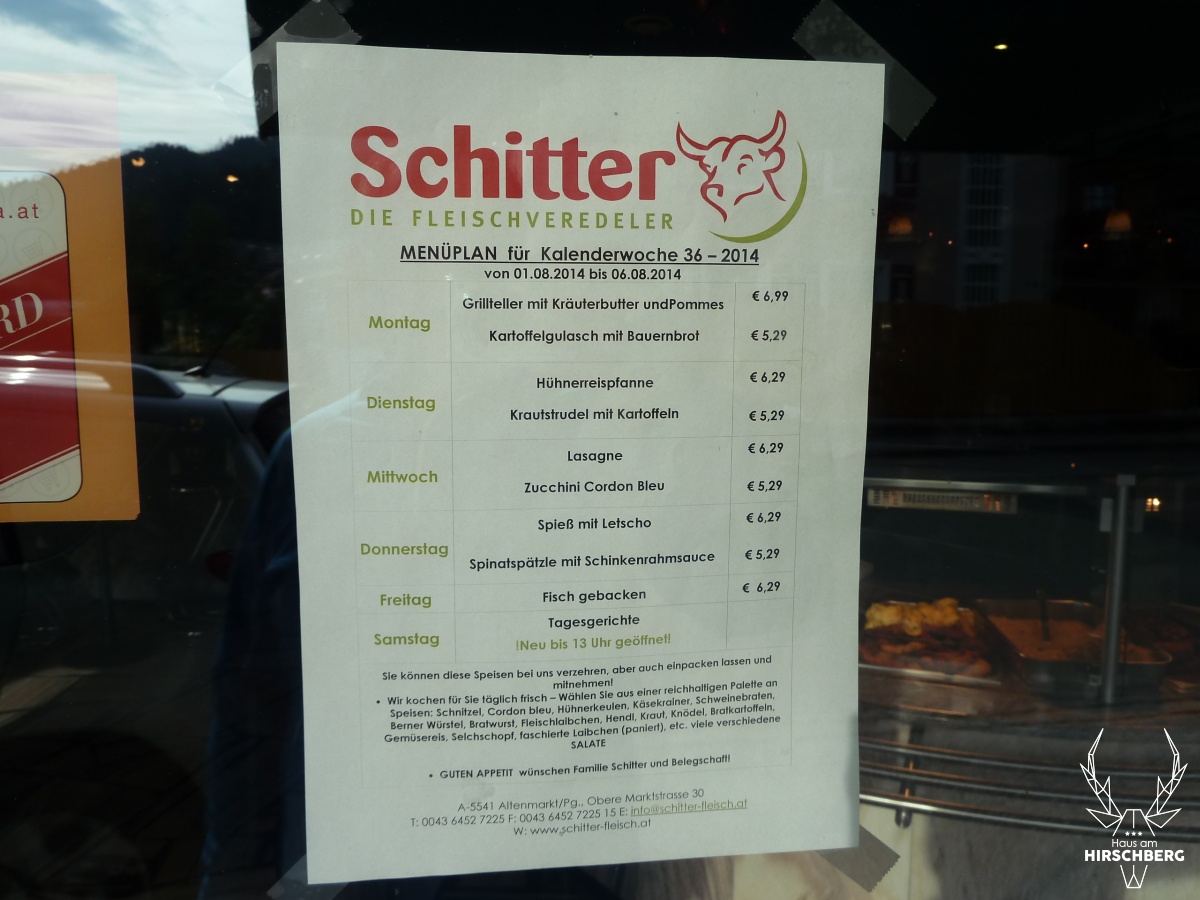 a.at
RD
Schitter
DIE FLEISCHVEREDELER
MENÜPLAN für Kalenderwoche 36 – 2014
von 01.08.2014 bis 06.08.2014
Montag
Grillteller mit Kräuterbutter undPommes € 6,99
Kartoffelgulasch mit Bauernbrot € 5,29
Dienstag
Hühnerreispfanne € 6,29
Krautstrudel mit Kartoffeln € 5,29
Mittwoch
Lasagne € 6,29
Zucchini Cordon Bleu € 5,29
Donnerstag
Spieß mit Letscho € 6,29
Spinatspätzle mit Schinkenrahmsauce € 5,29
Freitag Fisch gebacken € 6,29
Samstag
Tagesgerichte
!Neu bis 13 Uhr geöffnet!
Sie können diese Speisen bei uns verzehren, aber auch einpacken lassen und
mitnehmen!
• Wir kochen für Sie täglich frisch – Wählen Sie aus einer reichhaltigen Palette an
Speisen: Schnitzel, Cordon bleu, Hühnerkeulen, Käsekrainer, Schweinebraten,
Berner Würstel, Bratwurst, Fleischlaibchen, Hendl, Kraut, Knödel, Bratkartoffeln,
Gemüsereis, Selchschopf, faschierte Laibchen (paniert), etc. viele verschiedene
SALATE
• GUTEN APPETIT wünschen Familie Schitter und Belegschaft!
A-5541 Altenmarkt/Pg., Obere Marktstrasse 30
T: 0043 6452 7225 F: 0043 6452 7225 15 E: info@schitter-fleisch.at
W: www.schitter-fleisch.at
Haus am
HIRSCHBERG